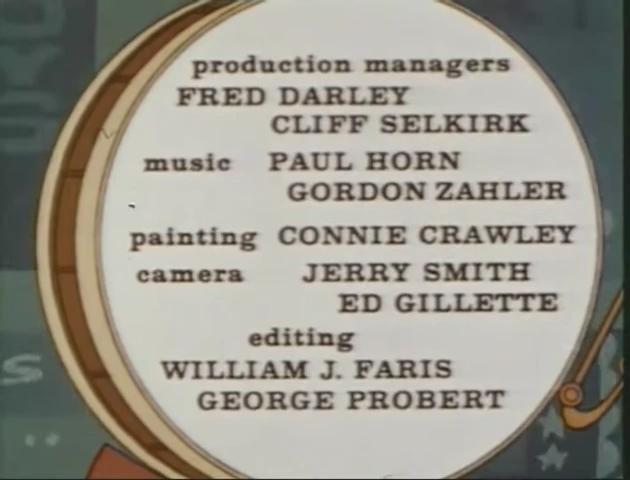 production managers
FRED DARLEY
CLIFF SELKIRK
music PAUL HORN
GORDON ZAHLER
painting CONNIE CRAWLEY
camera JERRY SMITH
ED GILLETTE
editing
WILLIAM J. FARIS
GEORGE PROBERT